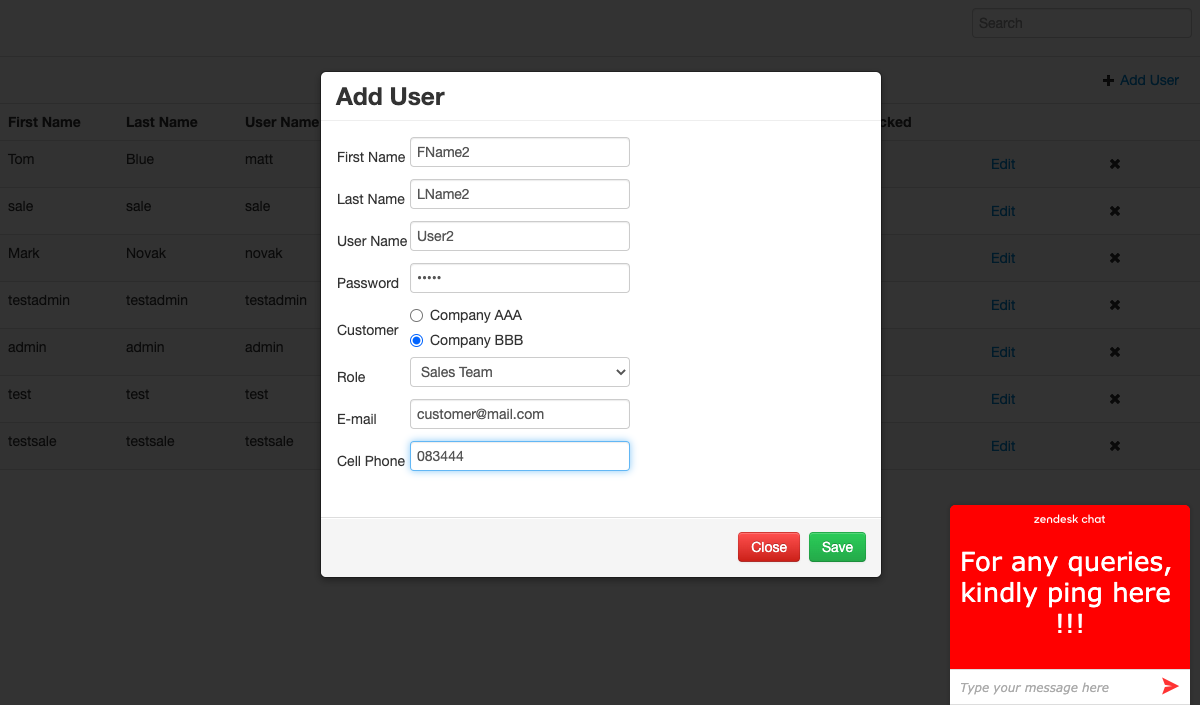 Search
Add User
First Name Last Name User Name cked
Tom Blue matt Edit
sale sale sale Edit
Mark Novak novak Edit
testadmin testadmin testadmin Edit
admin admin admin Edit
test test test Edit
testsale testsale testsale Edit
Add User
First Name FName2
Last Name LName2
User Name User2
Password •••••
Customer Company AAA
Company BBB
Role Sales Team
E-mail customer@mail.com
Cell Phone 083444
Close Save
zendesk chat
For any queries,
kindly ping here
!!!
Type your message here